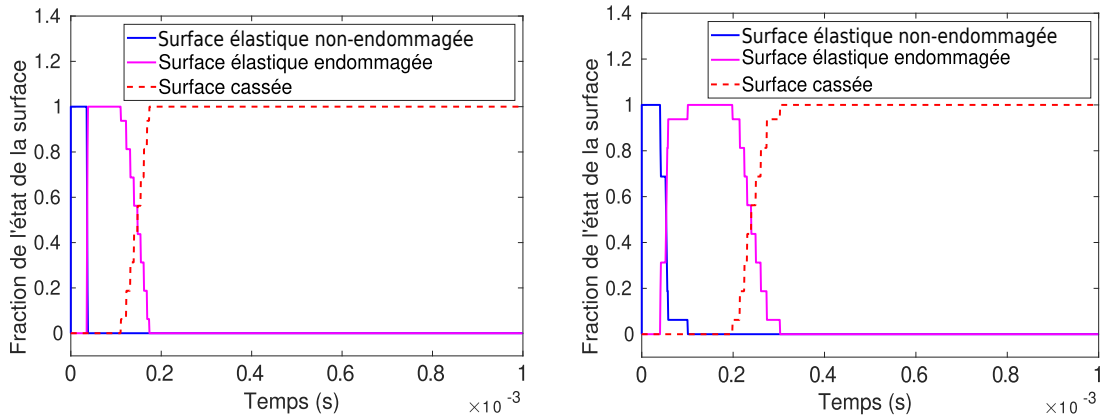 1.4
1.2
1
0.8
0.6
0.4
0.2
0
Fraction de l'état de la surface
Surface élastique non-endommagée
Surface élastique endommagée
Surface cassée
0 0.2 0.4 0.6 0.8 1
Temps (s)
×10 -3
1.4
1.2
1
0.8
0.6
0.4
0.2
0
Fraction de l'état de la surface
Surface élastique non-endommagée
Surface élastique endommagée
Surface cassée
0 0.2 0.4 0.6 0.8 1
Temps (s)
×10 -3